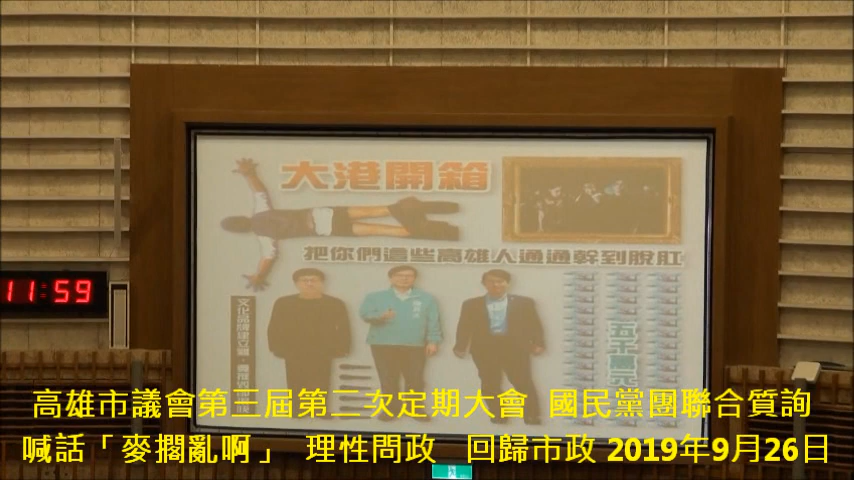 大港開箱
把你們這些高雄人通通幹到脫肛
11:59
高雄市議會第三屆第二次定期大會 國民黨團聯合質詢
喊話「麥擱亂啊」 理性問政 回歸市政 2019年9月26日